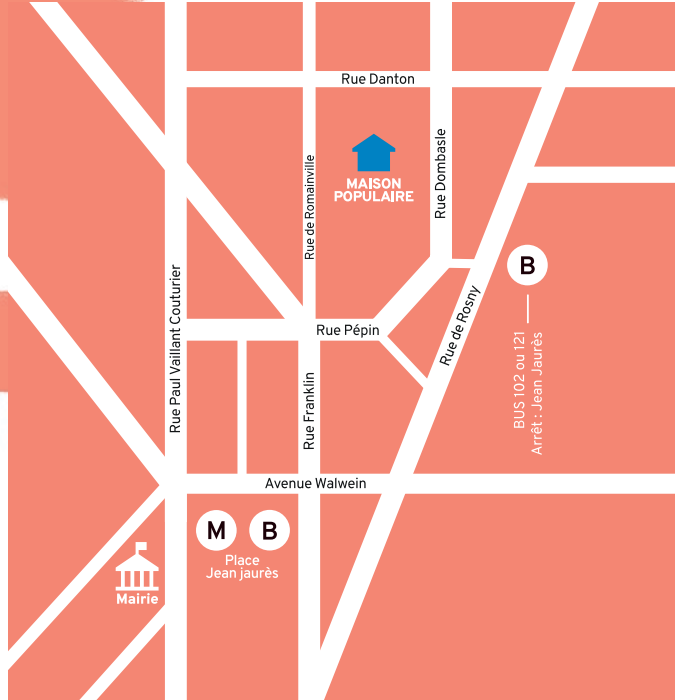 Rue Danton
Rue de Romainville
Rue Dombasle
MAISON
POPULAIRE
B
Rue Paul Vaillant Couturier
Rue de Rosny
Rue Pépin
BUS 102 ou 121
Arrêt : Jean Jaurès
Rue Franklin
Avenue Walwein
M
B
Place
Jean jaurès
Mairie